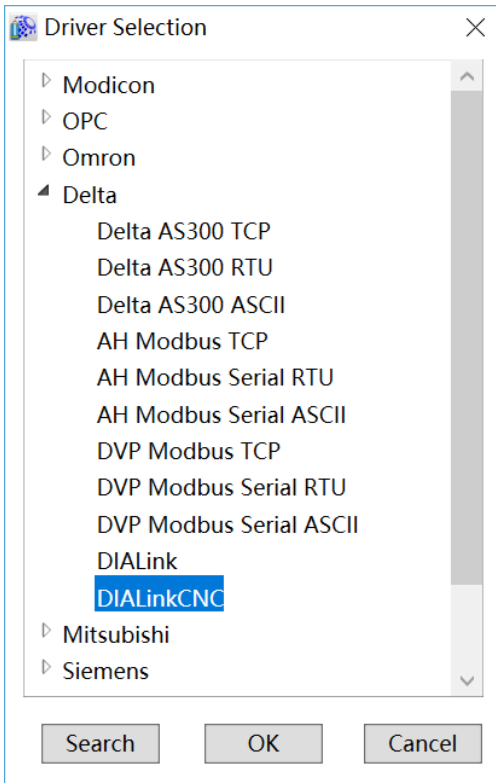 Driver Selection
Modicon
OPC
Omron
Delta
Delta AS300 TCP
Delta AS300 RTU
Delta AS300 ASCII
AH Modbus TCP
AH Modbus Serial RTU
AH Modbus Serial ASCII
DVP Modbus TCP
DVP Modbus Serial RTU
DVP Modbus Serial ASCII
DIALink
DIALinkCNC
Mitsubishi
Siemens
Search OK Cancel